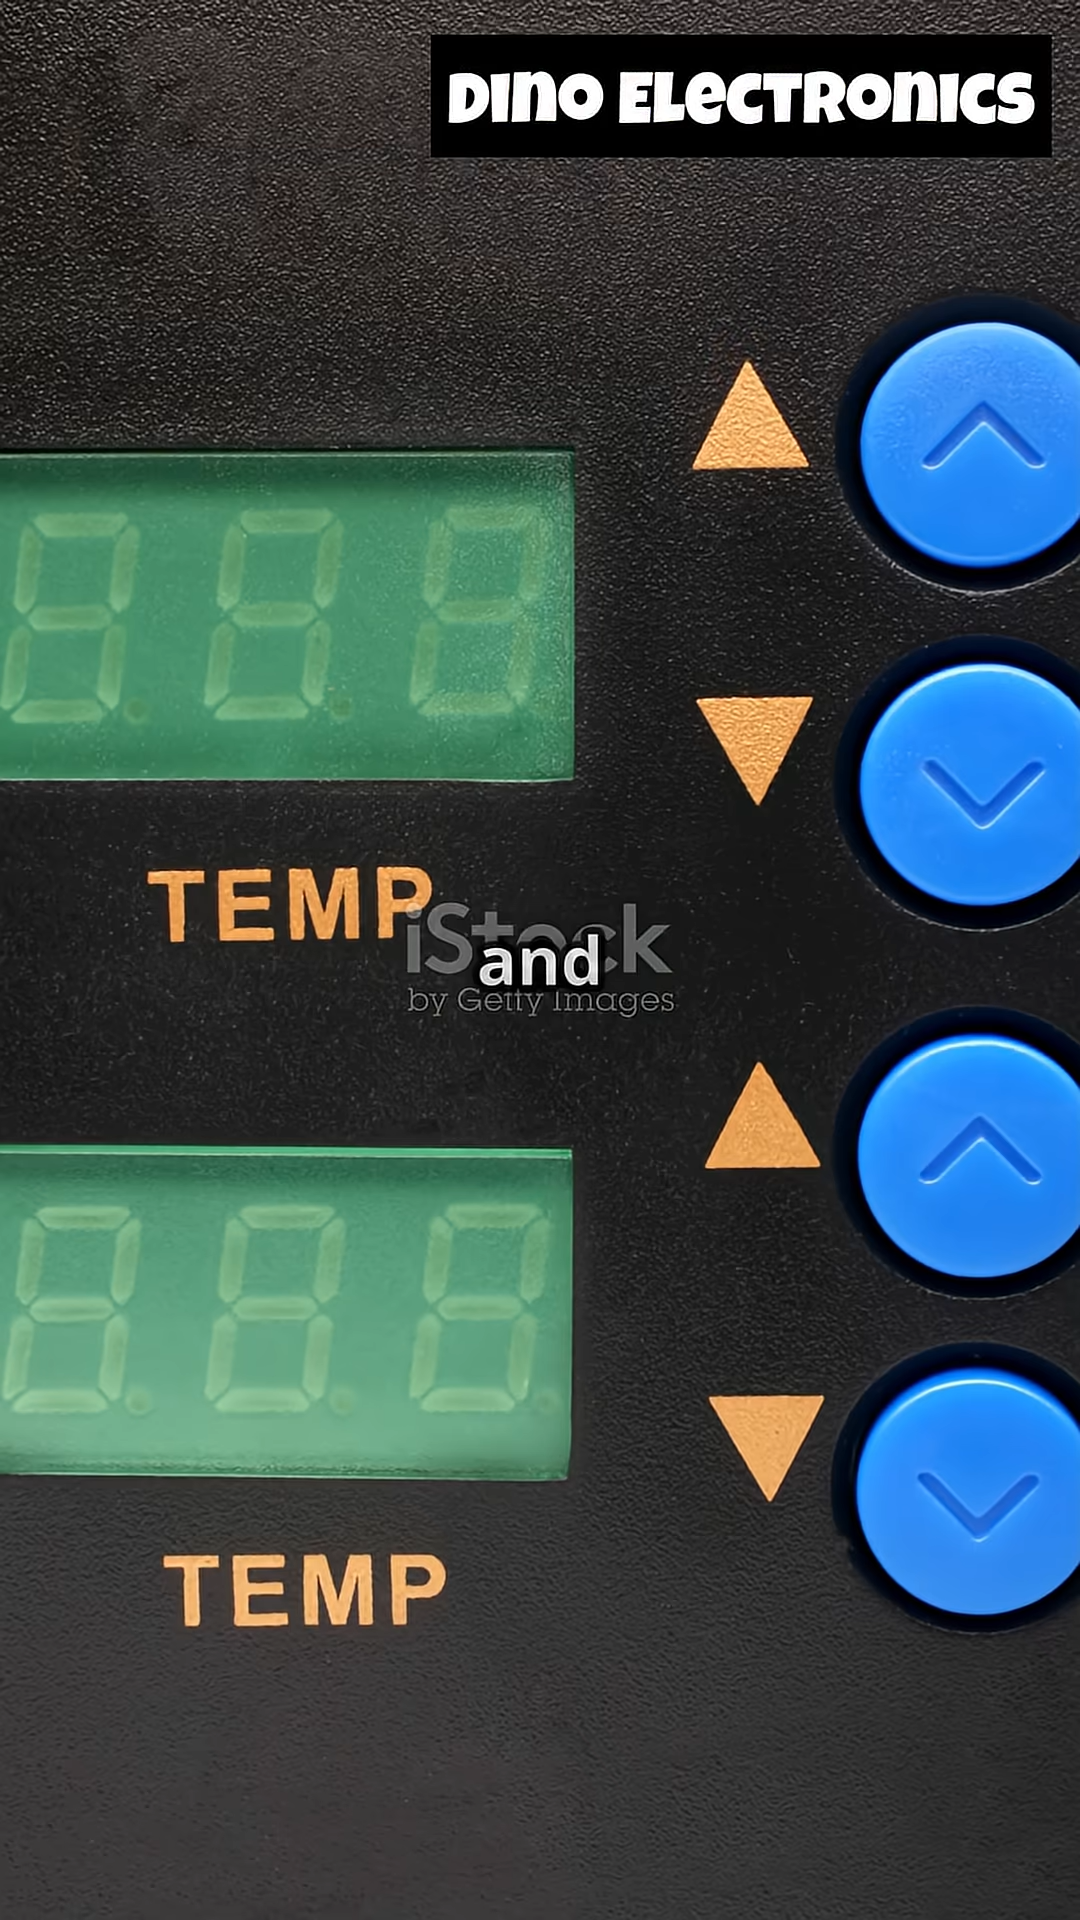 Dino Electronics
TEMP
iStock
and
by Getty Images
TEMP